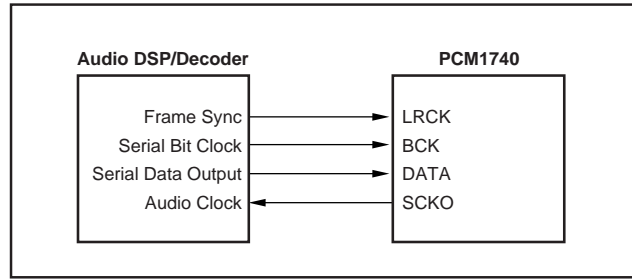 Audio DSP/Decoder
PCM1740
Frame Sync
LRCK
Serial Bit Clock
BCK
Serial Data Output
DATA
Audio Clock
SCKO